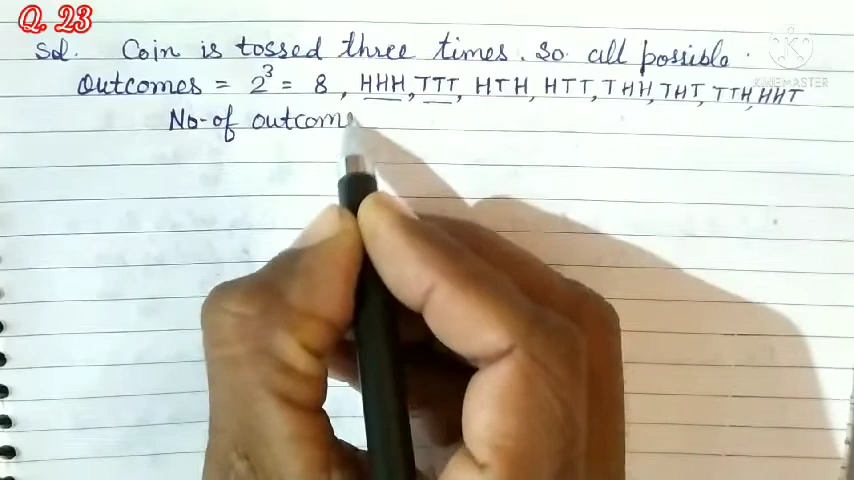 Q. 23
Sol. Coin is tossed three times. So all possible
Outcomes = 2³ = 8, HHH, TTT, HTH, HTT, THH, THT, TTH, HHT
No-of outcome
KINEMASTER